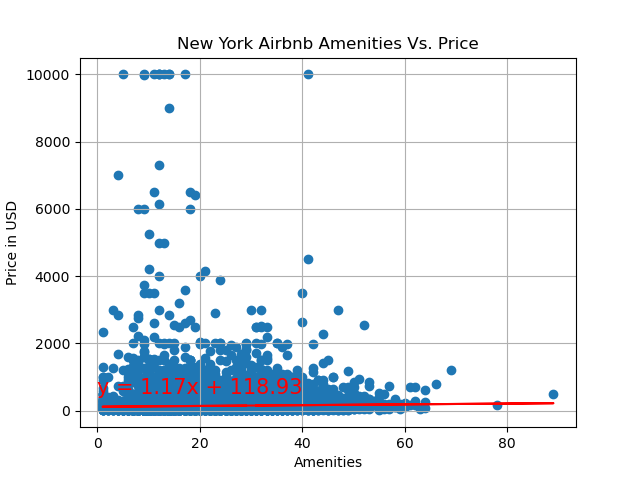 New York Airbnb Amenities Vs. Price
10000
8000
6000
4000
2000
0
Price in USD
y = 1.17x + 118.93
0 20 40 60 80
Amenities